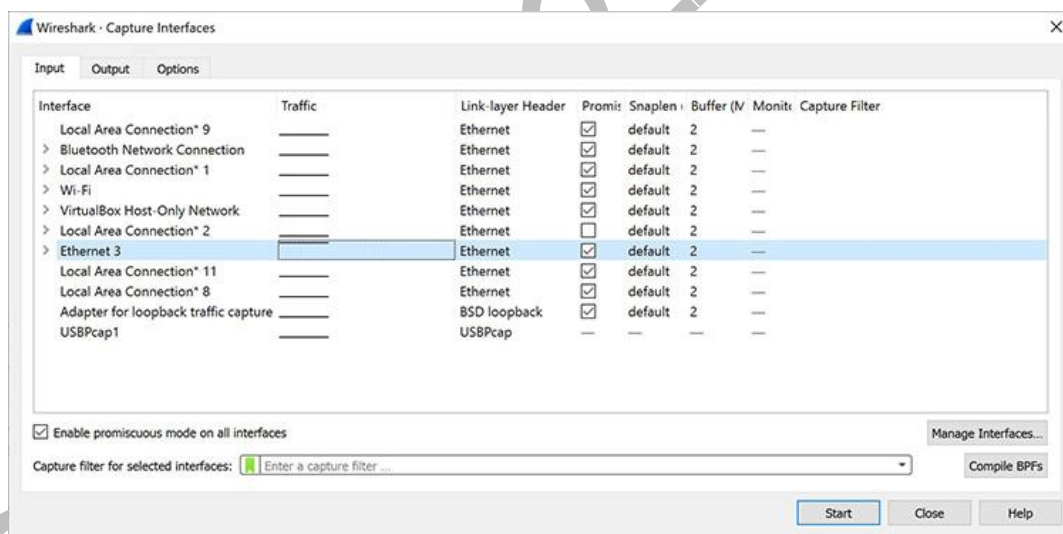 Wireshark · Capture Interfaces
Input Output Options
Interface Traffic Link-layer Header Promis Snaplen ( Buffer (M Monito Capture Filter
Local Area Connection* 9 Ethernet default 2 —
Bluetooth Network Connection Ethernet default 2 —
Local Area Connection* 1 Ethernet default 2 —
Wi-Fi Ethernet default 2 —
VirtualBox Host-Only Network Ethernet default 2 —
Local Area Connection* 2 Ethernet default 2 —
Ethernet 3 Ethernet default 2 —
Local Area Connection* 11 Ethernet default 2 —
Local Area Connection* 8 Ethernet default 2 —
Adapter for loopback traffic capture BSD loopback default 2 —
USBPcap1 USBPcap — — — —
Enable promiscuous mode on all interfaces
Manage Interfaces...
Capture filter for selected interfaces: Enter a capture filter ... Compile BPFs
Start Close Help